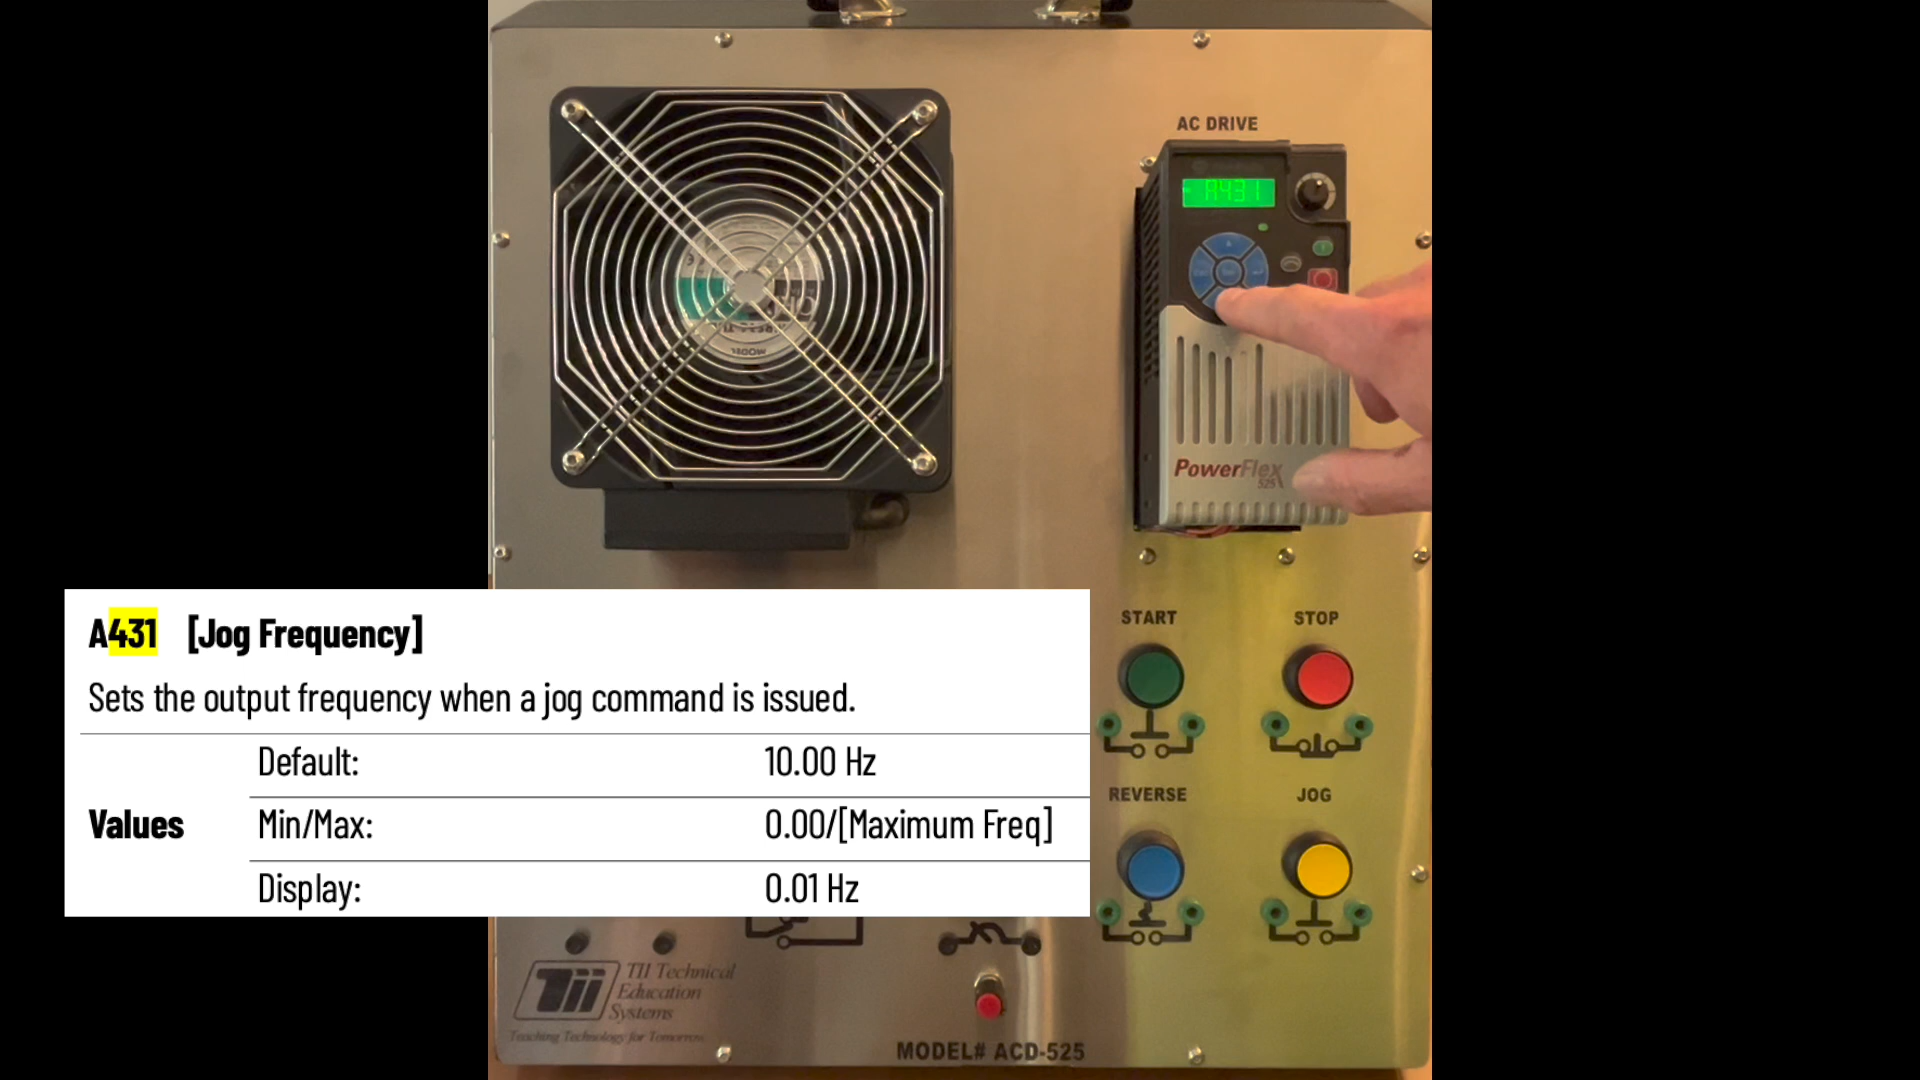 AC DRIVE
A431
PowerFlex
525
A431 [Jog Frequency]
Sets the output frequency when a jog command is issued.
Values
Default: 10.00 Hz
Min/Max: 0.00/[Maximum Freq]
Display: 0.01 Hz
START STOP
REVERSE JOG
TII
TII Technical
Education
Systems
Teaching Technology for Tomorrow
MODEL# ACD-525
MODEL